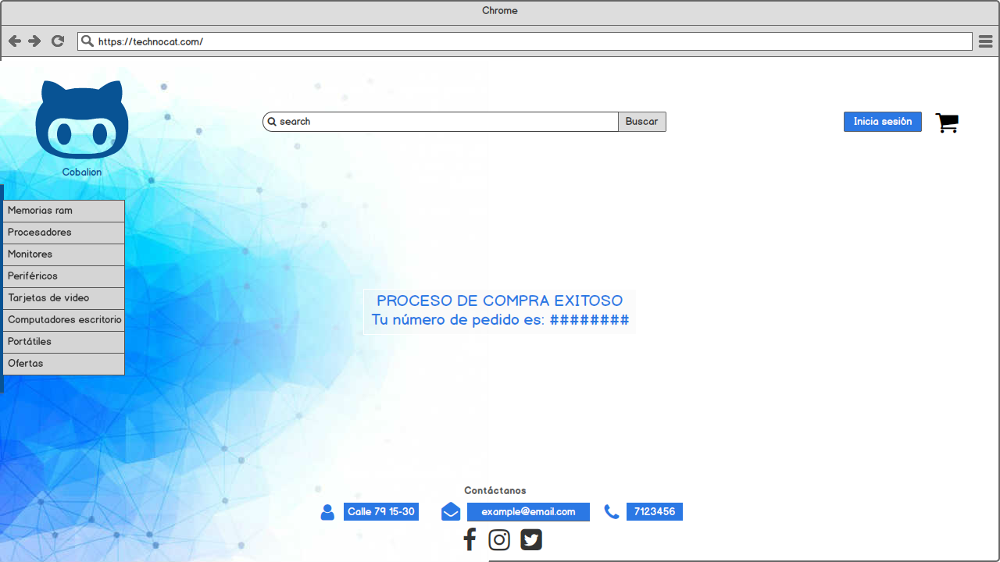 Chrome
https://technocat.com/
Cobalion
search
Buscar
Inicia sesión
Memorias ram
Procesadores
Monitores
Periféricos
Tarjetas de video
Computadores escritorio
Portátiles
Ofertas
PROCESO DE COMPRA EXITOSO
Tu número de pedido es: ########
Contáctanos
Calle 79 15-30
example@email.com
7123456